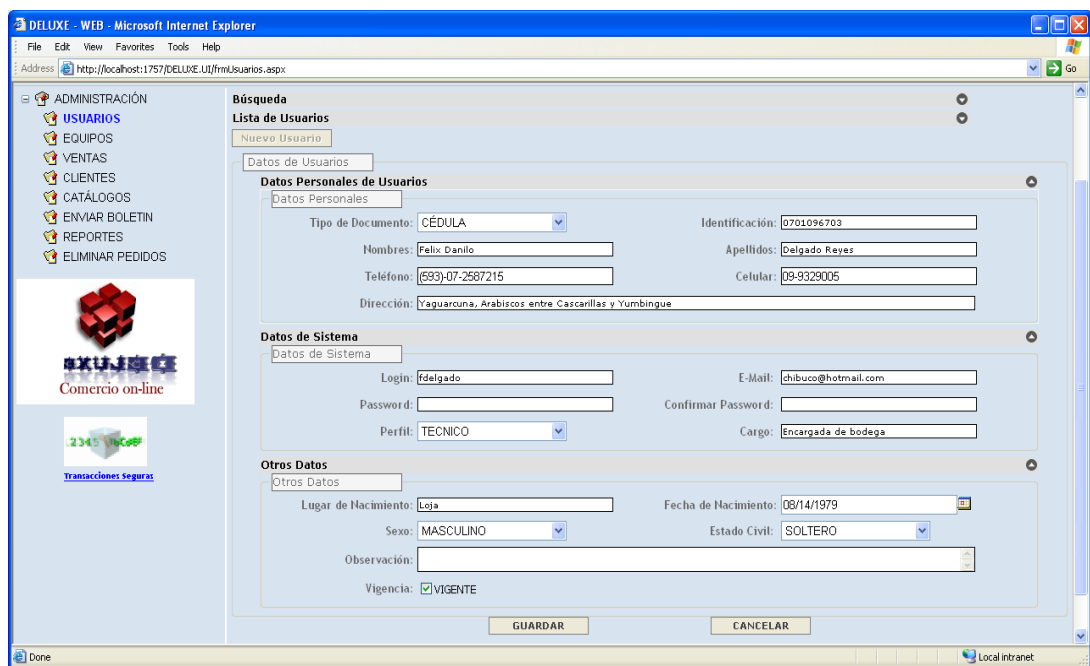 DELUXE - WEB - Microsoft Internet Explorer
File Edit View Favorites Tools Help
Address http://localhost:1757/DELUXE.UI/frmUsuarios.aspx Go
ADMINISTRACIÓN
USUARIOS
EQUIPOS
VENTAS
CLIENTES
CATÁLOGOS
ENVIAR BOLETIN
REPORTES
ELIMINAR PEDIDOS
Comercio on-line
Transacciones Seguras
Búsqueda
Lista de Usuarios
Nuevo Usuario
Datos de Usuarios
Datos Personales de Usuarios
Datos Personales
Tipo de Documento: CÉDULA Identificación: 0701096703
Nombres: Felix Danilo Apellidos: Delgado Reyes
Teléfono: (593)-07-2587215 Celular: 09-9329005
Dirección: Yaguarcuna, Arabiscos entre Cascarillas y Yumbingue
Datos de Sistema
Datos de Sistema
Login: fdelgado E-Mail: chibuco@hotmail.com
Password: Confirmar Password:
Perfil: TECNICO Cargo: Encargada de bodega
Otros Datos
Otros Datos
Lugar de Nacimiento: Loja Fecha de Nacimiento: 08/14/1979
Sexo: MASCULINO Estado Civil: SOLTERO
Observación:
Vigencia: VIGENTE
GUARDAR CANCELAR
Done Local intranet